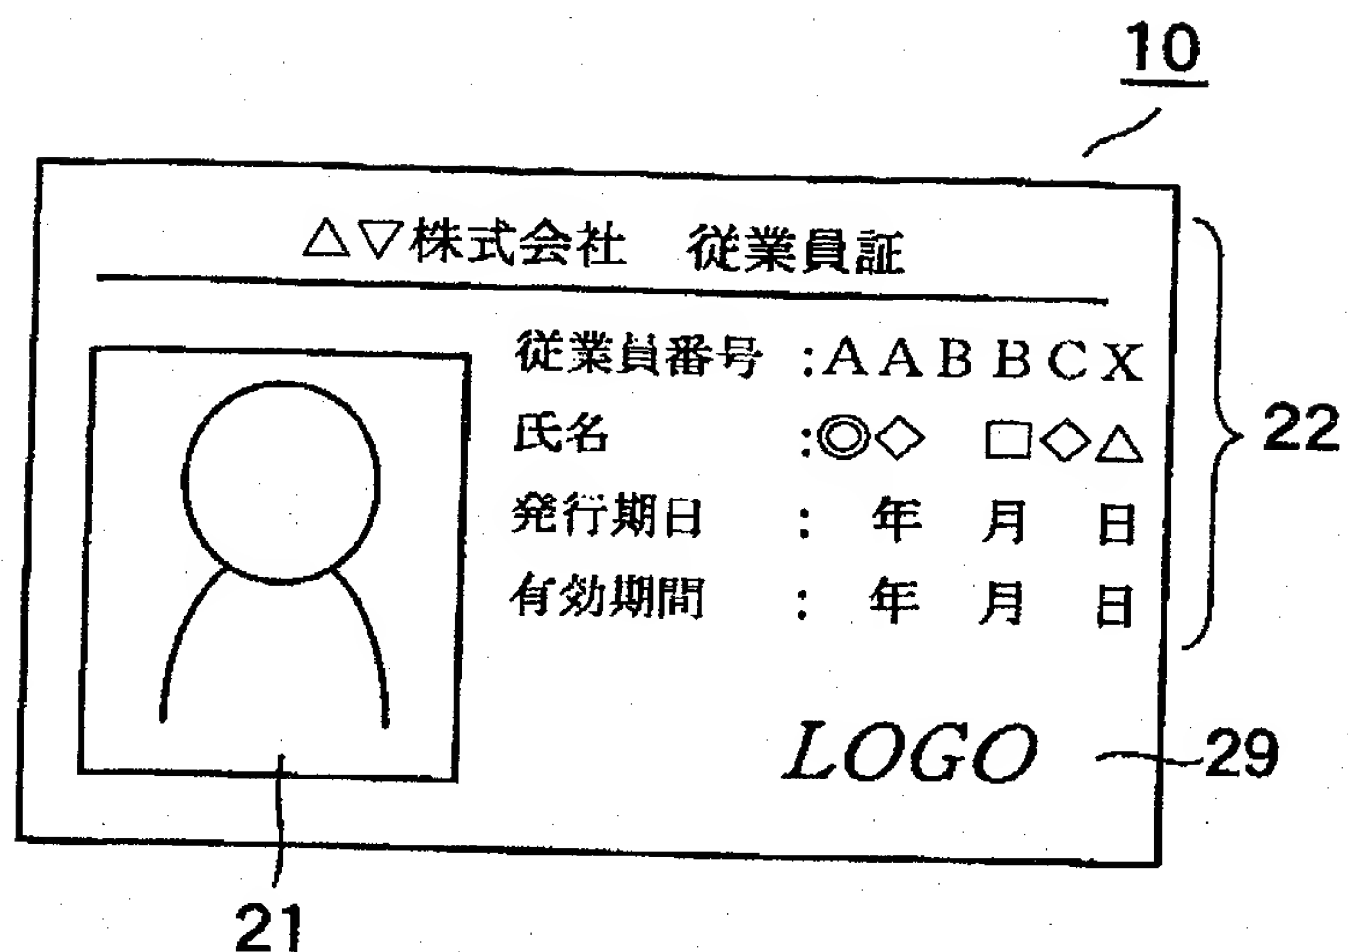 10
△▽株式会社 従業員証
従業員番号 :AABBCX
氏名 :◎◇ □◇△
発行期日 : 年 月 日
有効期間 : 年 月 日
22
LOGO
29
21